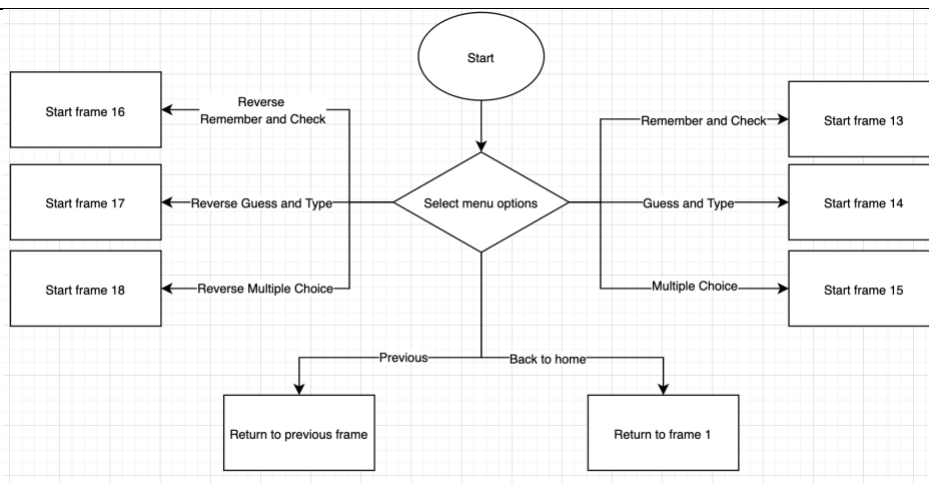 Start
Reverse
Remember and Check
Start frame 16
Remember and Check
Start frame 13
Start frame 17
Reverse Guess and Type
Select menu options
Guess and Type
Start frame 14
Start frame 18
Reverse Multiple Choice
Multiple Choice
Start frame 15
Previous
Back to home
Return to previous frame
Return to frame 1